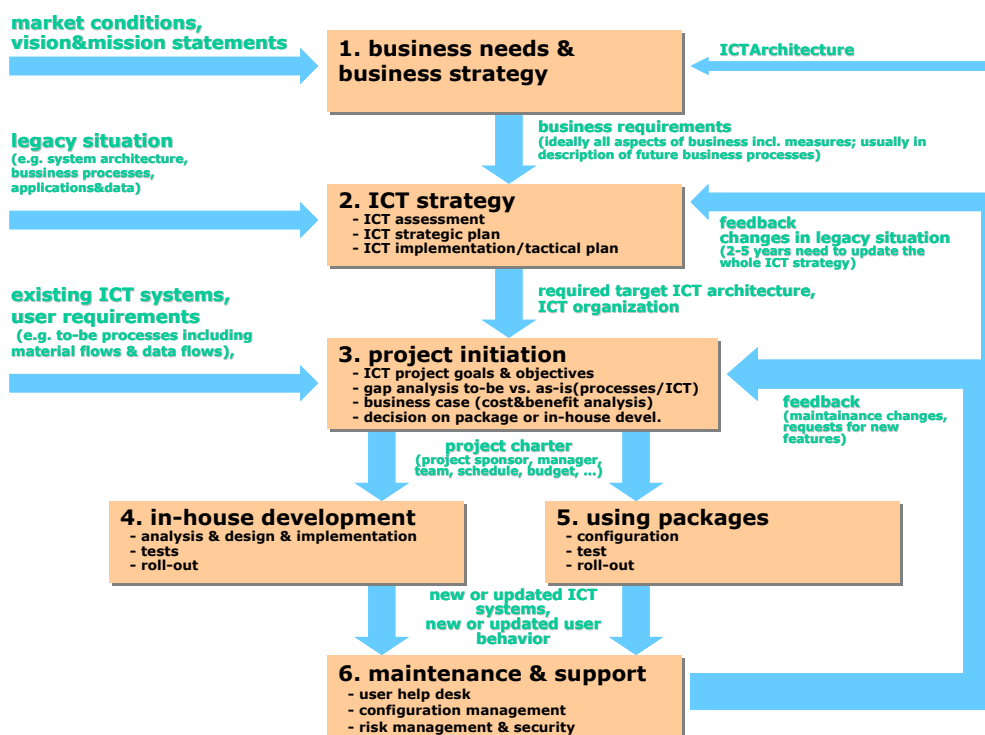 market conditions,
vision&mission statements
1. business needs &
business strategy
ICTArchitecture
business requirements
(ideally all aspects of business incl. measures; usually in
description of future business processes)
legacy situation
(e.g. system architecture,
bussiness processes,
applications&data)
2. ICT strategy
- ICT assessment
- ICT strategic plan
- ICT implementation/tactical plan
feedback
changes in legacy situation
(2-5 years need to update the
whole ICT strategy)
required target ICT architecture,
ICT organization
existing ICT systems,
user requirements
(e.g. to-be processes including
material flows & data flows),
3. project initiation
- ICT project goals & objectives
- gap analysis to-be vs. as-is(processes/ICT)
- business case (cost&benefit analysis)
- decision on package or in-house devel.
feedback
(maintainance changes,
requests for new
features)
project charter
(project sponsor, manager,
team, schedule, budget, ...)
4. in-house development
- analysis & design & implementation
- tests
- roll-out
5. using packages
- configuration
- test
- roll-out
new or updated ICT
systems,
new or updated user
behavior
6. maintenance & support
- user help desk
- configuration management
- risk management & security